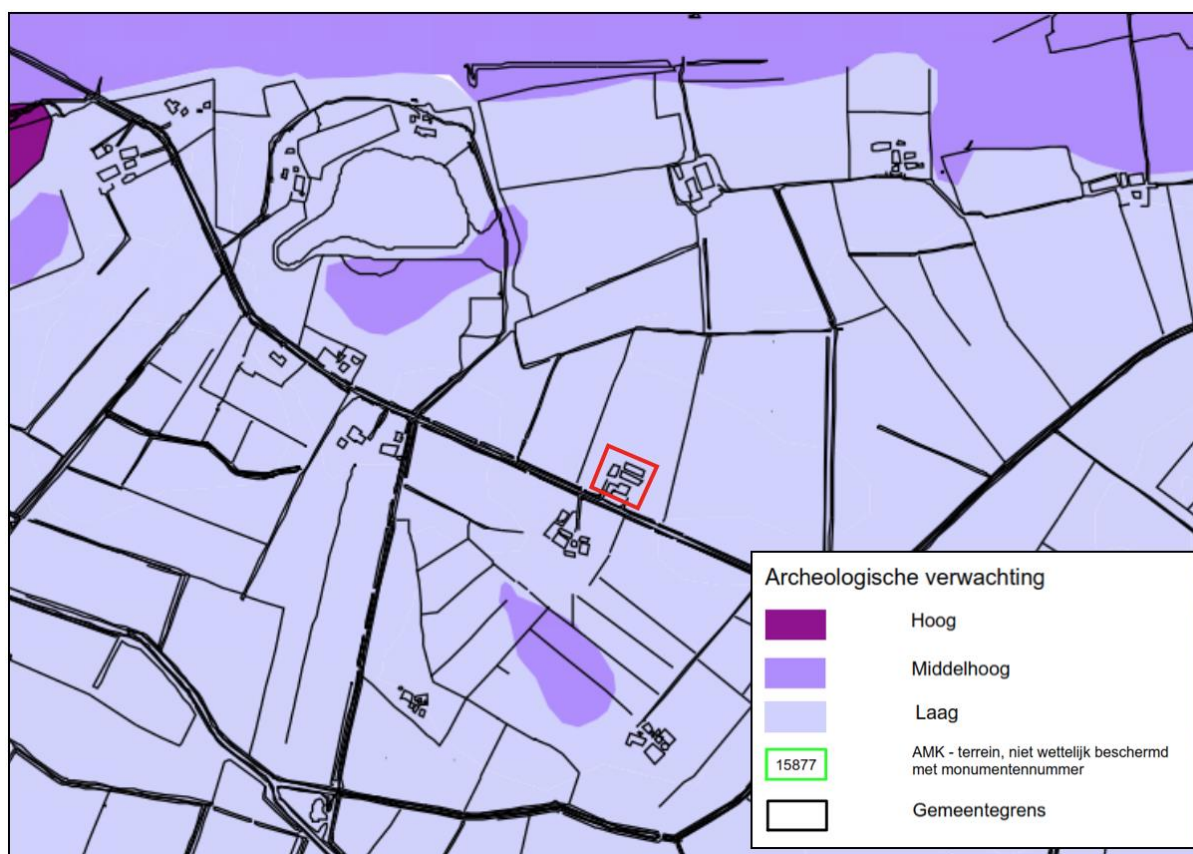 Archeologische verwachting
Hoog
Middelhoog
Laag
15877
AMK - terrein, niet wettelijk beschermd
met monumentennummer
Gemeentegrens